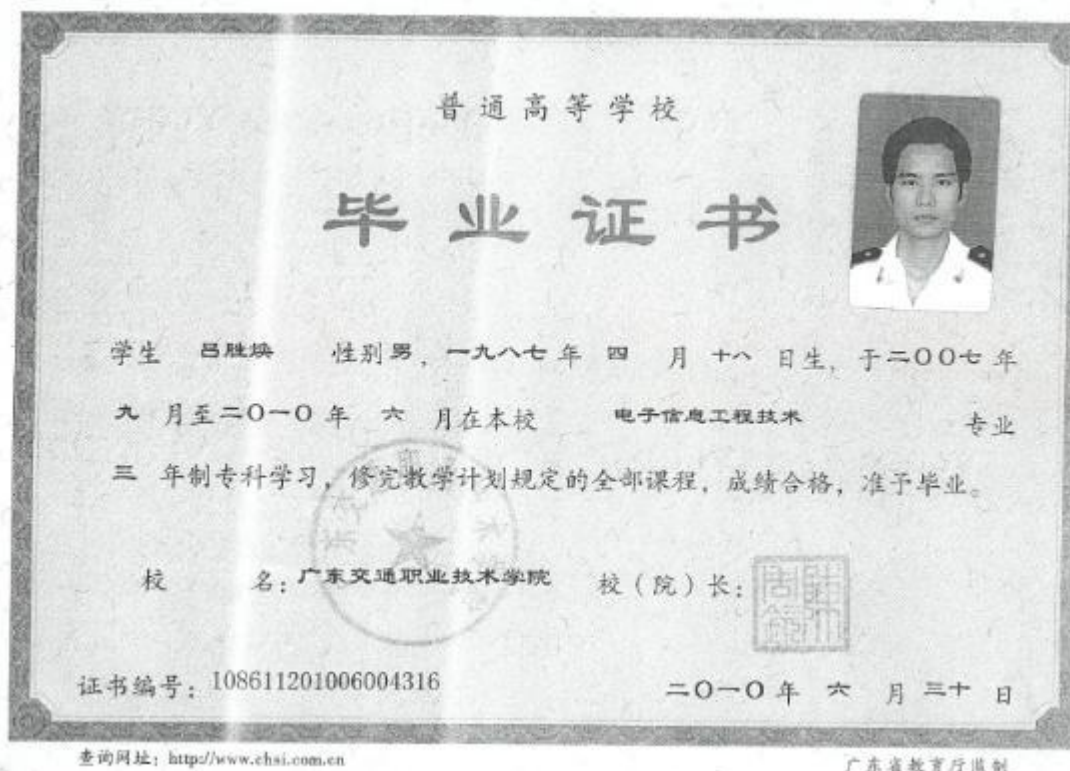 普通高等学校
毕业证书
学生 吕胜焕 性别男，一九八七年 四 月 十八 日生，于二〇〇七年
九 月至二〇一〇年 六 月在本校 电子信息工程技术 专业
三 年制专科学习，修完教学计划规定的全部课程，成绩合格，准予毕业。
校 名：广东交通职业技术学院 校（院）长：
证书编号：108611201006004316 二〇一〇年 六 月 三十 日
查询网址：http://www.chsi.com.cn 广东省教育厅监制